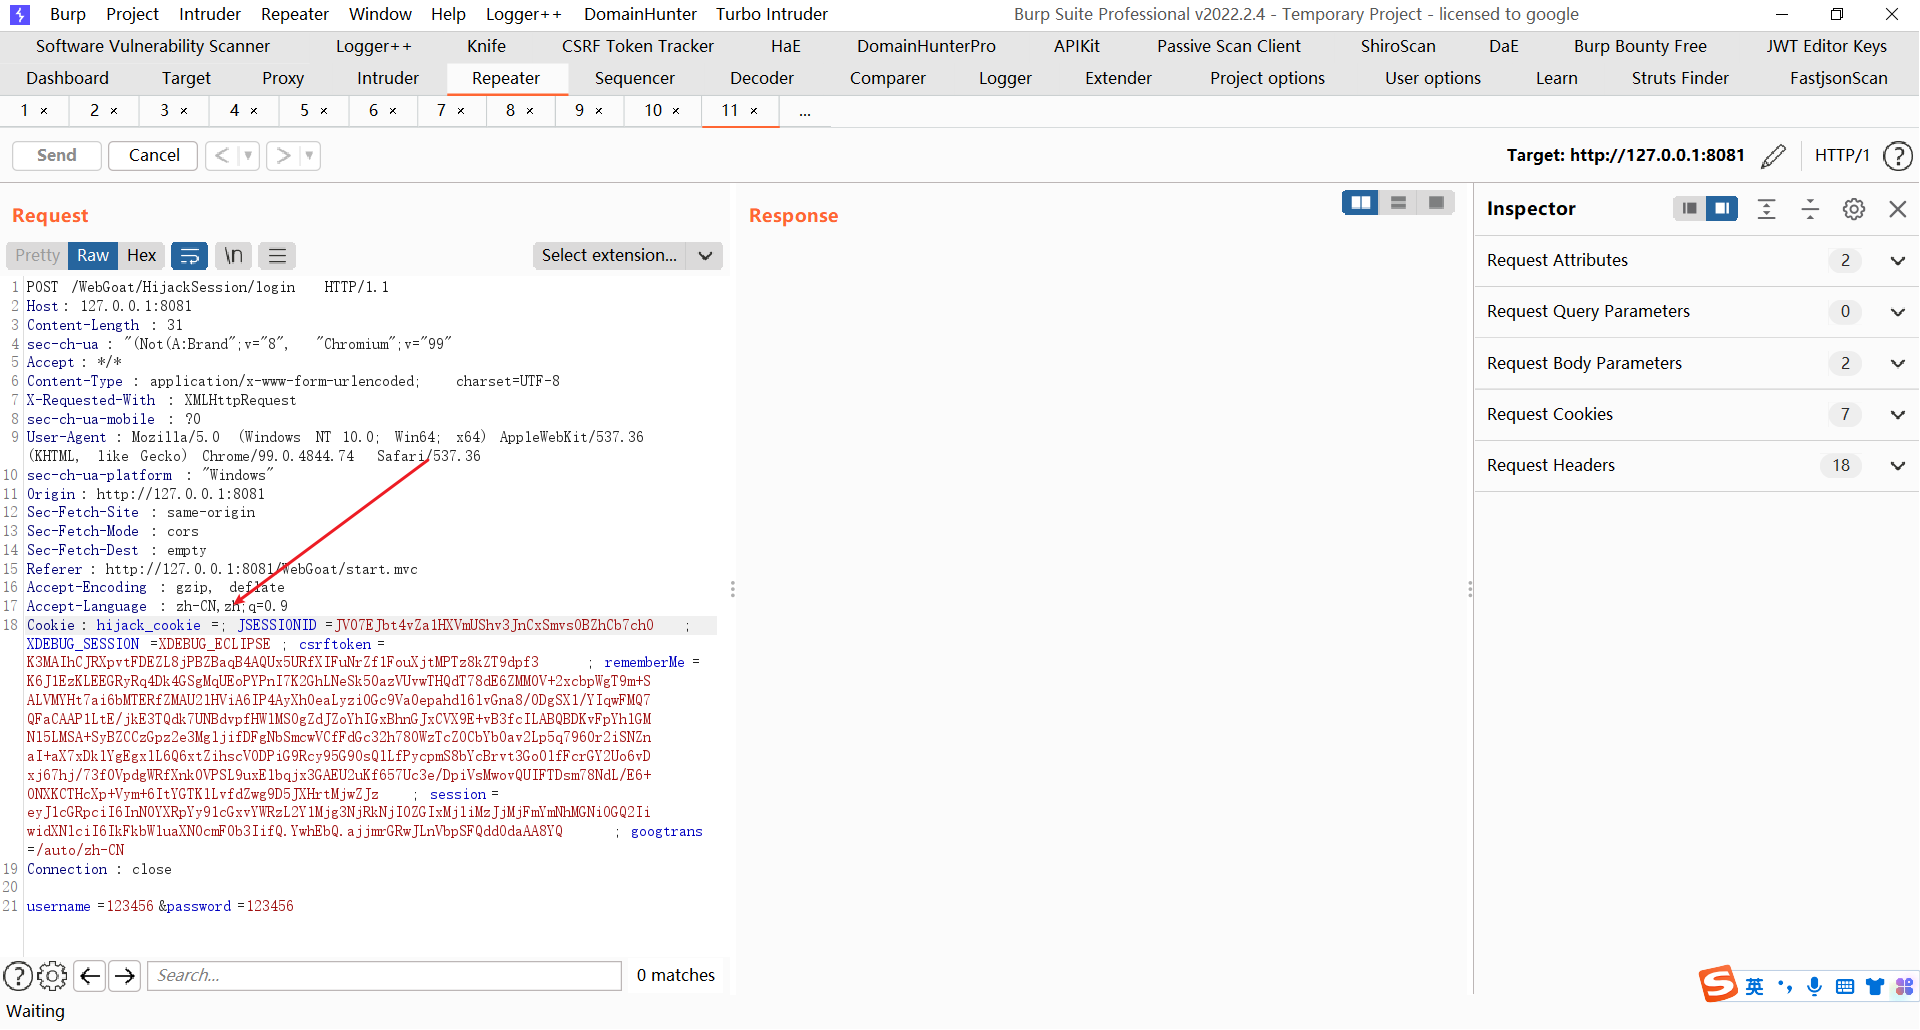 Burp Project Intruder Repeater Window Help Logger++ DomainHunter Turbo Intruder Burp Suite Professional v2022.2.4 - Temporary Project - licensed to google
Software Vulnerability Scanner Logger++ Knife CSRF Token Tracker HaE DomainHunterPro APIKit Passive Scan Client ShiroScan DaE Burp Bounty Free JWT Editor Keys
Dashboard Target Proxy Intruder Repeater Sequencer Decoder Comparer Logger Extender Project options User options Learn Struts Finder FastjsonScan
1 × 2 × 3 × 4 × 5 × 6 × 7 × 8 × 9 × 10 × 11 × ...
Send Cancel < > Target: http://127.0.0.1:8081 HTTP/1 ?
Request
Response
Inspector
Pretty Raw Hex \n Select extension...
Request Attributes 2
Request Query Parameters 0
Request Body Parameters 2
Request Cookies 7
Request Headers 18
1 POST /WebGoat/HijackSession/login HTTP/1.1
2 Host: 127.0.0.1:8081
3 Content-Length : 31
4 sec-ch-ua : "(Not(A:Brand";v="8", "Chromium";v="99"
5 Accept : */*
6 Content-Type : application/x-www-form-urlencoded; charset=UTF-8
7 X-Requested-With : XMLHttpRequest
8 sec-ch-ua-mobile : ?0
9 User-Agent : Mozilla/5.0 (Windows NT 10.0; Win64; x64) AppleWebKit/537.36
(KHTML, like Gecko) Chrome/99.0.4844.74 Safari/537.36
10 sec-ch-ua-platform : "Windows"
11 Origin : http://127.0.0.1:8081
12 Sec-Fetch-Site : same-origin
13 Sec-Fetch-Mode : cors
14 Sec-Fetch-Dest : empty
15 Referer : http://127.0.0.1:8081/WebGoat/start.mvc
16 Accept-Encoding : gzip, deflate
17 Accept-Language : zh-CN,zh;q=0.9
18 Cookie : hijack_cookie =; JSESSIONID =JVO7EJbt4vZa1HXVmUShv3JnCxSmvsOBZhCb7ch0 ;
XDEBUG_SESSION =XDEBUG_ECLIPSE ; csrftoken =
K3MAIhCJRXpvtFDEZL8jPBZBaqB4AQUx5URfXIFuNrZf1FouXjtMPTz8kZT9dpf3 ; rememberMe =
K6J1EzKLEEGRyRq4Dk4GSgMqUEoPYPnI7K2GhLNeSk50azVUvwTHQdT78dE6ZMM0V+2xcbpWgT9m+S
ALVMYHt7ai6bMTERfZMAU21HViA6IP4AyXh0eaLyzi0Gc9Va0epahd161vGna8/0DgSX1/YIqwFMQ7
QFaCAAP1LtE/jkE3TQdk7UNBdvpfHW1MS0gZdJZoYhIGxBhnGJxCVX9E+vB3fcILABQBDKvFpYh1GM
N15LMSA+SyBZCCzGpz2e3Mg1jifDFgNbSmcwVCfFdGc32h780WzTcZ0CbYb0av2Lp5q796Or2iSNZn
aI+aX7xDk1YgEgx1L6Q6xtZihscV0DPiG9Rcy95G90sQ1LfPycpmS8bYcBrvt3Go01fFcrGY2Uo6vD
xj67hj/73f0VpdgWRfXnk0VPSL9uxE1bqjx3GAEU2uKf657Uc3e/DpiVsMwovQUIFTDsm78NdL/E6+
0NXKCTHcXp+Vym+6ItYGTK1LvfdZwg9D5JXHrtMjwZJz ; session =
eyJ1cGRpciI6InN0YXRpYy91cGxvYWRzL2Y1Mjg3NjRkNjI0ZGIxMjliMzJjMjFmYmNhMGNi0GQ2Ii
widXNlciI6IkFkbWluaXN0cmF0b3IifQ.YwhEbQ.ajjmrGRwJLnVbpSFQdd0daAA8YQ ; googtrans
=/auto/zh-CN
19 Connection : close
20
21 username =123456 &password =123456
? Search... 0 matches
Waiting
S 英